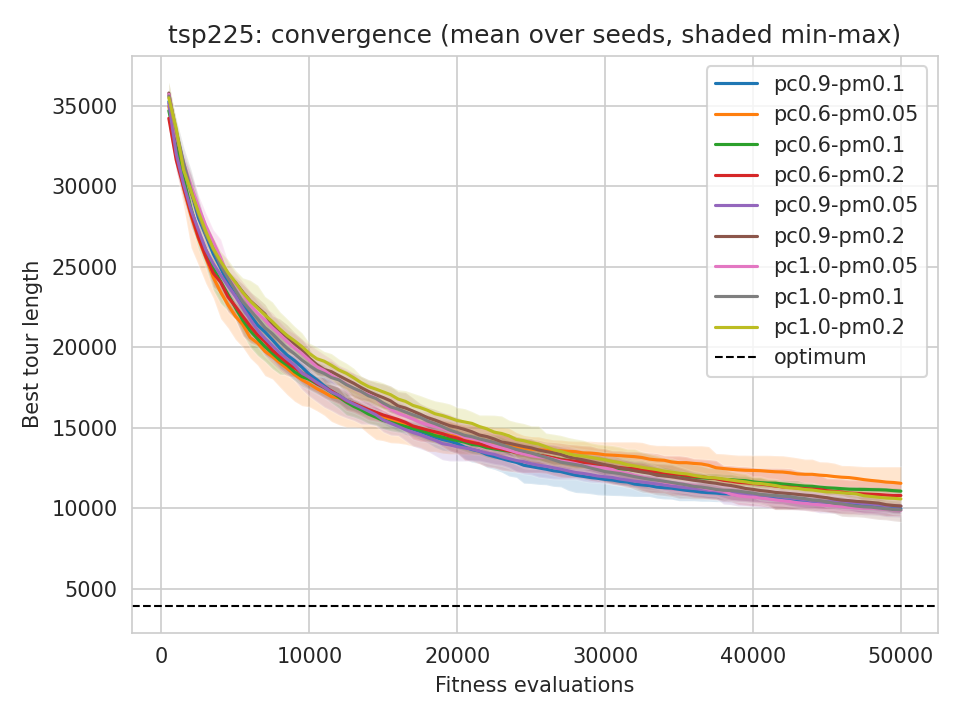 tsp225: convergence (mean over seeds, shaded min-max)
Best tour length
35000
30000
25000
20000
15000
10000
5000
0
10000
20000
30000
40000
50000
Fitness evaluations
pc0.9-pm0.1
pc0.6-pm0.05
pc0.6-pm0.1
pc0.6-pm0.2
pc0.9-pm0.05
pc0.9-pm0.2
pc1.0-pm0.05
pc1.0-pm0.1
pc1.0-pm0.2
optimum